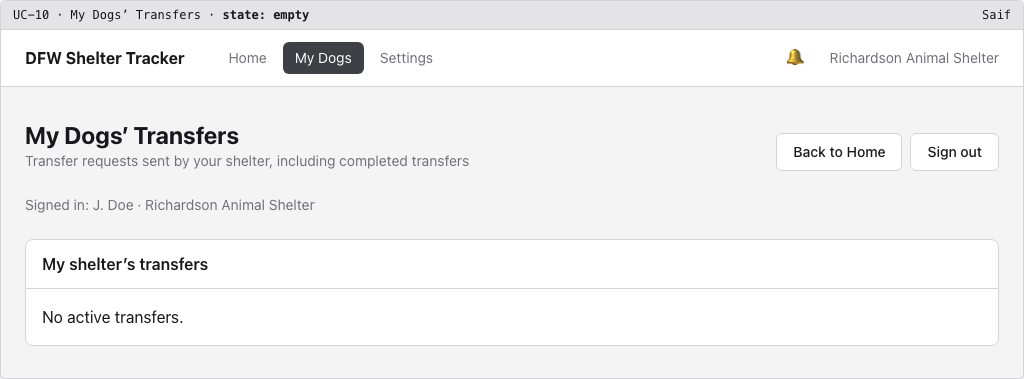 UC-10 · My Dogs’ Transfers · state: empty Saif
DFW Shelter Tracker Home My Dogs Settings 🔔 Richardson Animal Shelter
My Dogs’ Transfers
Transfer requests sent by your shelter, including completed transfers
Back to Home Sign out
Signed in: J. Doe · Richardson Animal Shelter
My shelter’s transfers
No active transfers.